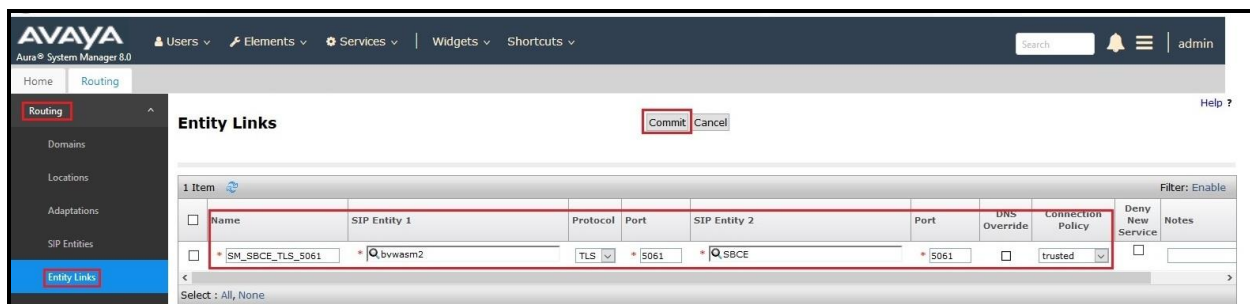 AVAYA
Aura® System Manager 8.0
Users Elements Services | Widgets Shortcuts
Search
admin
Home Routing
Help ?
Routing
Domains
Locations
Adaptations
SIP Entities
Entity Links
Entity Links
Commit Cancel
1 Item
Filter: Enable
Name SIP Entity 1 Protocol Port SIP Entity 2 Port DNS Override Connection Policy Deny New Service Notes
* SM_SBCE_TLS_5061 * bvwasm2 TLS * 5061 * SBCE * 5061 trusted
Select : All, None